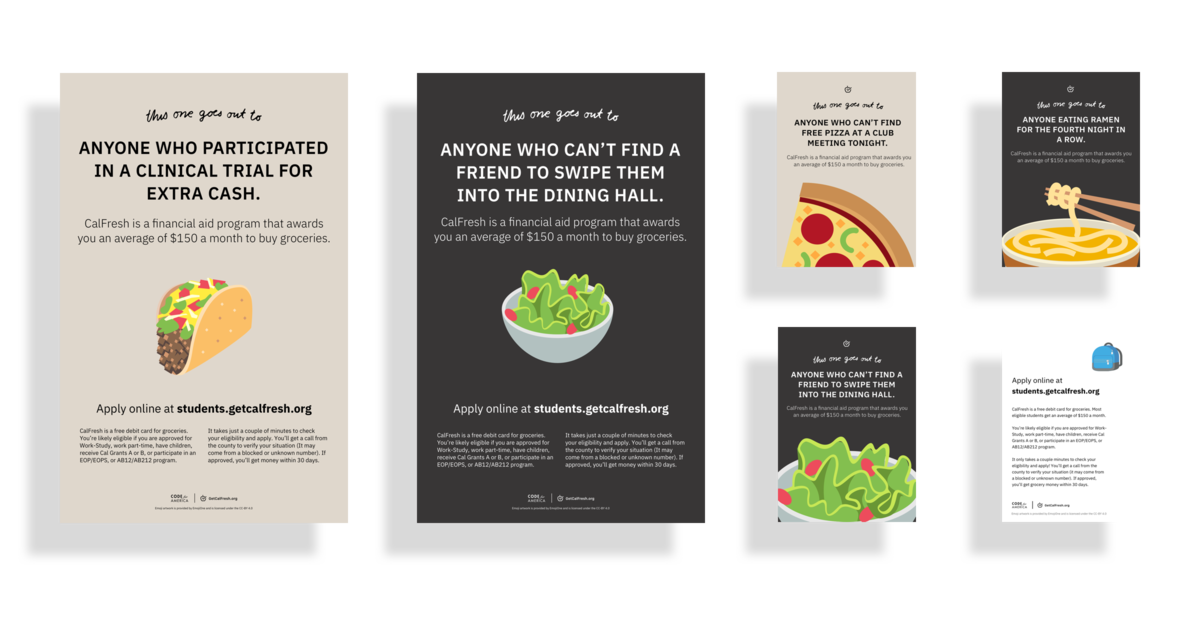 this one goes out to
ANYONE WHO PARTICIPATED
IN A CLINICAL TRIAL FOR
EXTRA CASH.
CalFresh is a financial aid program that awards
you an average of $150 a month to buy groceries.
Apply online at students.getcalfresh.org
CalFresh is a free debit card for groceries.
You're likely eligible if you are approved for
Work-Study, work part-time, have children,
receive Cal Grants A or B, or participate in an
EOP/EOPS, or AB12/AB212 program.
It takes just a couple of minutes to check
your eligibility and apply. You'll get a call from
the county to verify your situation (It may
come from a blocked or unknown number). If
approved, you'll get money within 30 days.
CODE for
AMERICA
GetCalFresh.org
this one goes out to
ANYONE WHO CAN'T FIND A
FRIEND TO SWIPE THEM
INTO THE DINING HALL.
CalFresh is a financial aid program that awards
you an average of $150 a month to buy groceries.
Apply online at students.getcalfresh.org
CalFresh is a free debit card for groceries.
You're likely eligible if you are approved for
Work-Study, work part-time, have children,
receive Cal Grants A or B, or participate in an
EOP/EOPS, or AB12/AB212 program.
It takes just a couple of minutes to check
your eligibility and apply. You'll get a call from
the county to verify your situation (It may
come from a blocked or unknown number). If
approved, you'll get money within 30 days.
CODE for
AMERICA
GetCalFresh.org
this one goes out to
ANYONE WHO CAN'T FIND
FREE PIZZA AT A CLUB
MEETING TONIGHT.
CalFresh is a financial aid program that awards you
an average of $150 a month to buy groceries.
this one goes out to
ANYONE EATING RAMEN
FOR THE FOURTH NIGHT IN
A ROW.
CalFresh is a financial aid program that awards you
an average of $150 a month to buy groceries.
this one goes out to
ANYONE WHO CAN'T FIND A
FRIEND TO SWIPE THEM
INTO THE DINING HALL.
CalFresh is a financial aid program that awards you
an average of $150 a month to buy groceries.
Apply online at
students.getcalfresh.org
CalFresh is a free debit card for groceries. Most
eligible students get an average of $150 a month.
You're likely eligible if you are approved for Work-
Study, work part-time, have children, receive Cal
Grants A or B, or participate in an EOP/EOPS, or
AB12/AB212 program.
It only takes a couple minutes to check your
eligibility and apply! You'll get a call from the
county to verify your situation (it may come from
a blocked or unknown number). If approved,
you'll get grocery money within 30 days.
CODE for
AMERICA
GetCalFresh.org